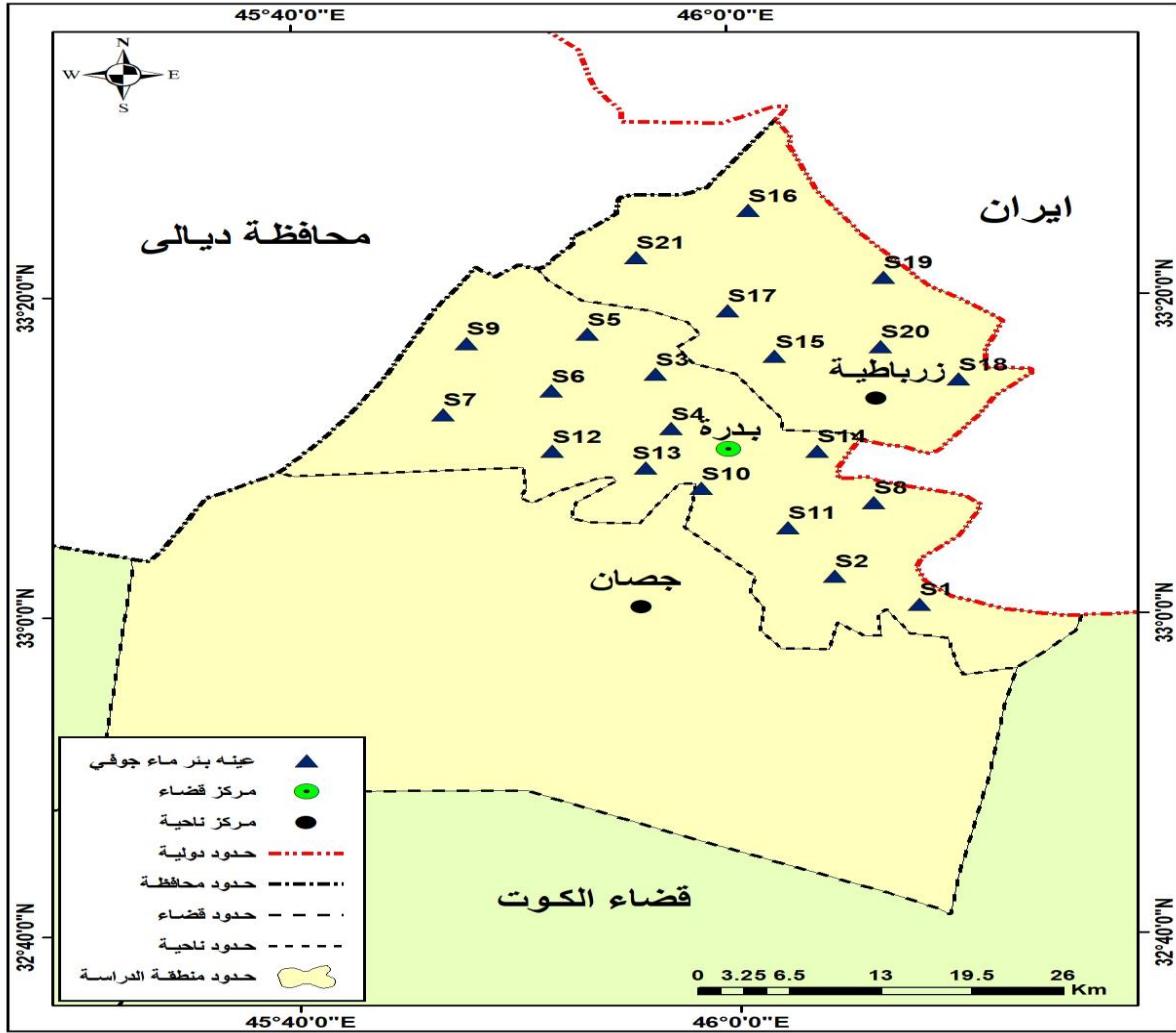 45°40'0"E 46°0'0"E
N
W E
S
ايران
S16
محافظة ديالى
S21
S19
33°20'0"N 33°20'0"N
S17
S9 S5 S20
S15
S3 زرباطية S18
S6
S7 S4 بدرة
S12 S14
S13
S10 S8
S11
S2
جصان
S1
33°0'0"N 33°0'0"N
عينه بئر ماء جوفي
مركز قضاء
مركز ناحية
حدود دولية
حدود محافظة
حدود قضاء
حدود ناحية
حدود منطقة الدراسة
قضاء الكوت
32°40'0"N 32°40'0"N
0 3.25 6.5 13 19.5 26
Km
45°40'0"E 46°0'0"E